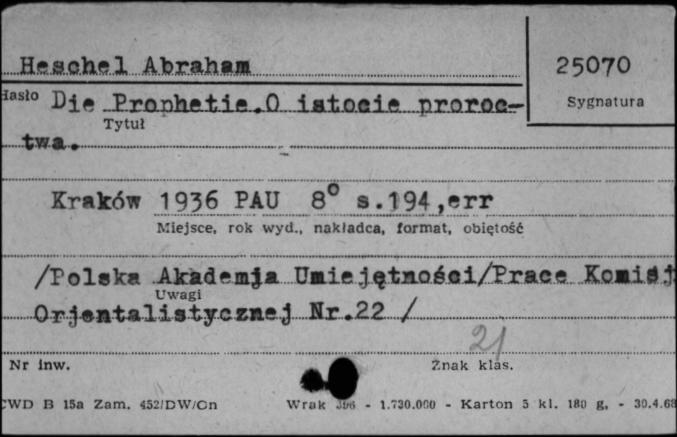 Heschel Abraham
25070
Hasło Die Prophetie.O istocie proroc-
Sygnatura
Tytuł
twa.
Kraków 1936 PAU 8° s.194,err
Miejsce, rok wyd., nakładca, format, objętość
/Polska Akademja Umiejętności/Prace Komisj
Uwagi
Orjentalistycznej Nr.22 /
21
Nr inw.
Znak klas.
CWD B 15a Zam. 452/DW/Gn Wrak 396 - 1.730.000 - Karton 5 kl. 180 g, - 30.4.68